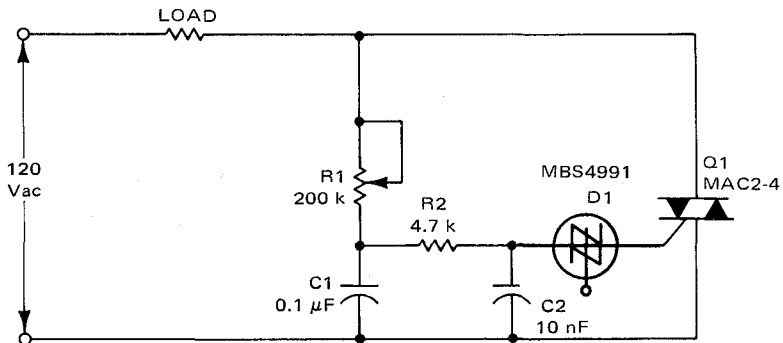 LOAD
120
Vac
R1
200 k
R2
4.7 k
C1
0.1 µF
C2
10 nF
MBS4991
D1
Q1
MAC2-4